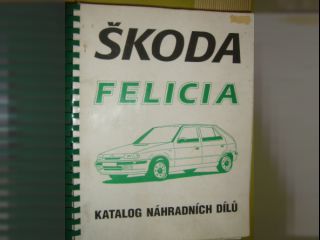 ŠKODA
FELICIA
KATALOG NÁHRADNÍCH DÍLŮ